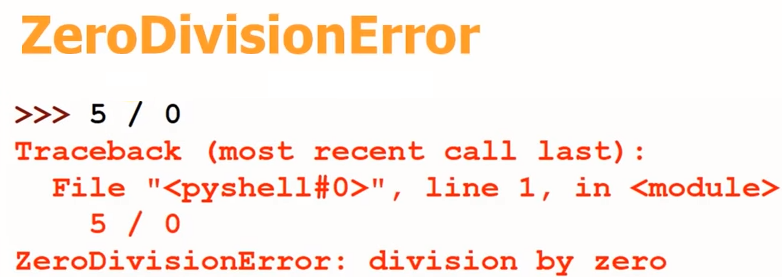 ZeroDivisionError
>>> 5 / 0
Traceback (most recent call last):
  File "<pyshell#0>", line 1, in <module>
    5 / 0
ZeroDivisionError: division by zero